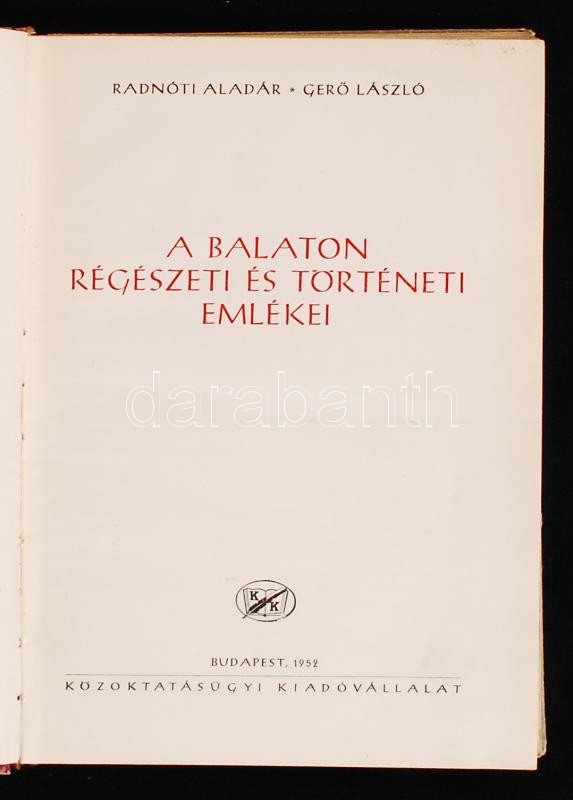 RADNÓTI ALADÁR * GERŐ LÁSZLÓ
A BALATON
RÉGÉSZETI ÉS TÖRTÉNETI
EMLÉKEI
darabanth
K K
BUDAPEST, 1952
KÖZOKTATÁSÜGYI KIADÓVÁLLALAT